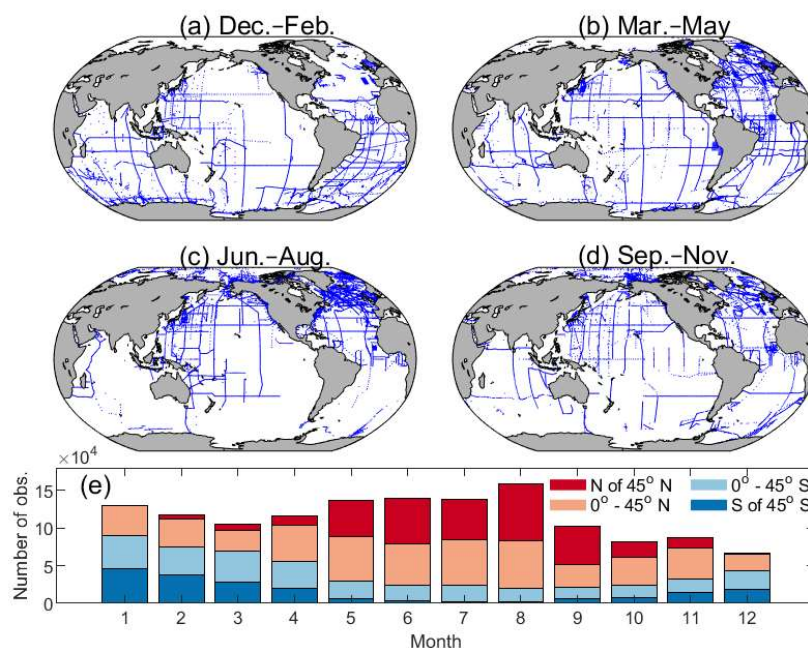 (a) Dec.–Feb.
(b) Mar.–May
(c) Jun.–Aug.
(d) Sep.–Nov.
×10⁴
(e)
N of 45° N
0° - 45° S
0° - 45° N
S of 45° S
15
10
5
0
Number of obs.
1 2 3 4 5 6 7 8 9 10 11 12
Month